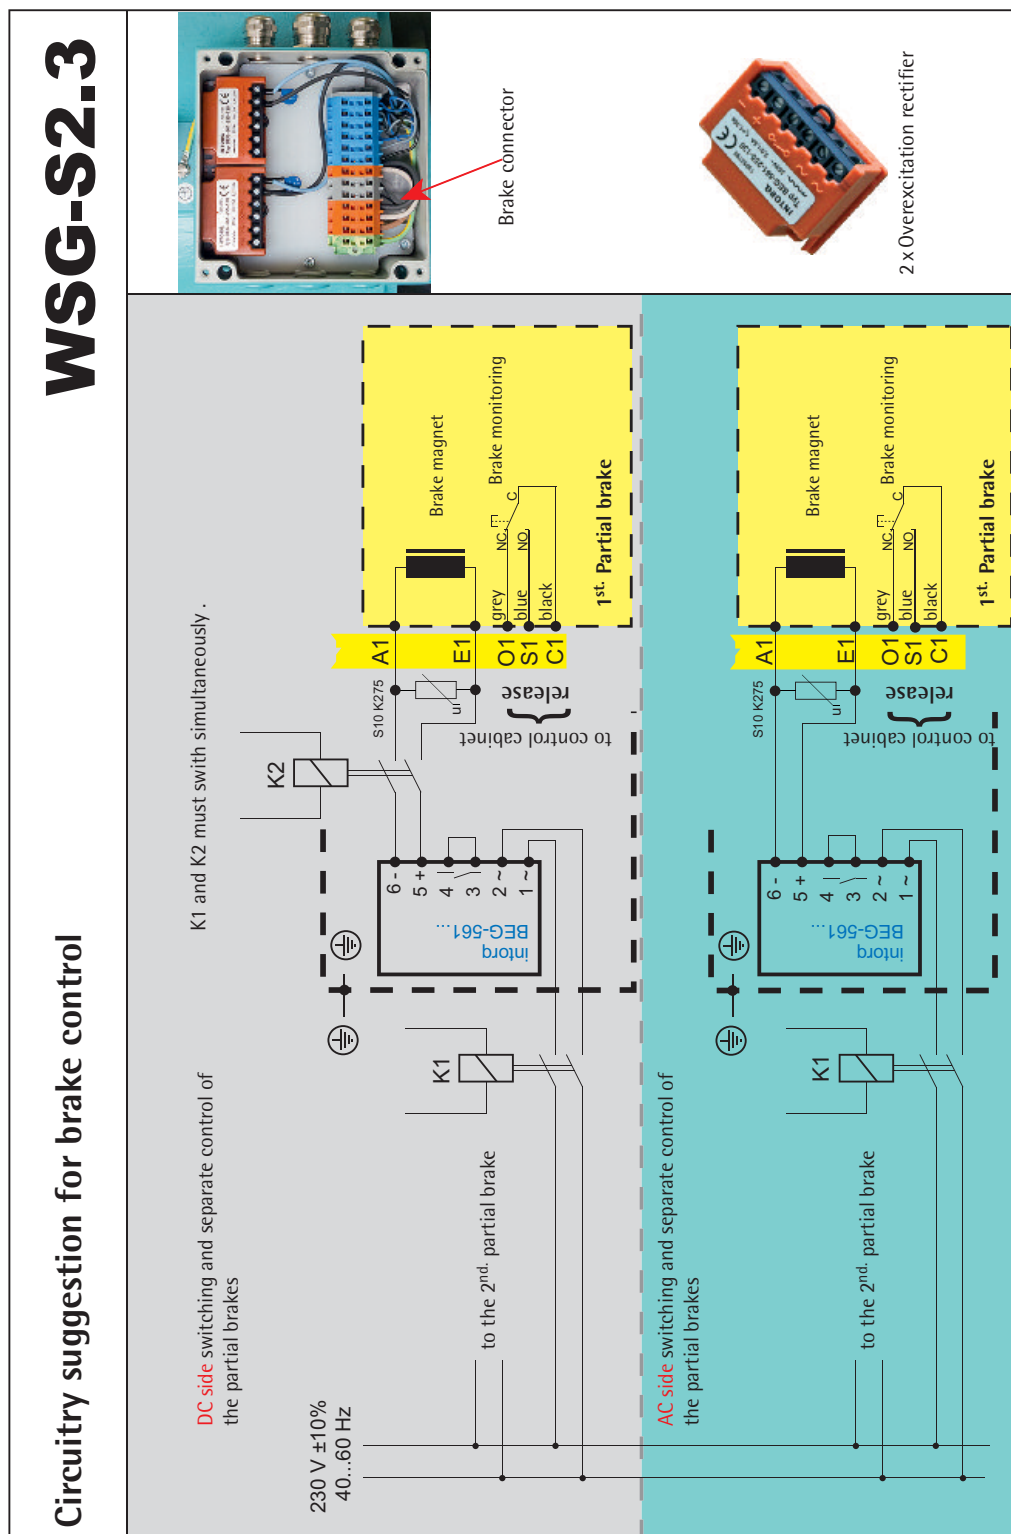 Circuitry suggestion for brake control
WSG-S2.3
Brake connector
2 x Overexcitation rectifier
DC side switching and separate control of
the partial brakes
K1 and K2 must swith simultaneously .
230 V ±10%
40...60 Hz
to the 2nd. partial brake
K1
K2
intorq
BEG-561...
6 -
5 +
4
3
2 ~
1 ~
S10 K275
U
to control cabinet
release
A1
E1
O1
S1
C1
grey
blue
black
NC
NO
C
Brake magnet
Brake monitoring
1st. Partial brake
AC side switching and separate control of
the partial brakes
to the 2nd. partial brake
K1
intorq
BEG-561...
6 -
5 +
4
3
2 ~
1 ~
S10 K275
U
to control cabinet
release
A1
E1
O1
S1
C1
grey
blue
black
NC
NO
C
Brake magnet
Brake monitoring
1st. Partial brake